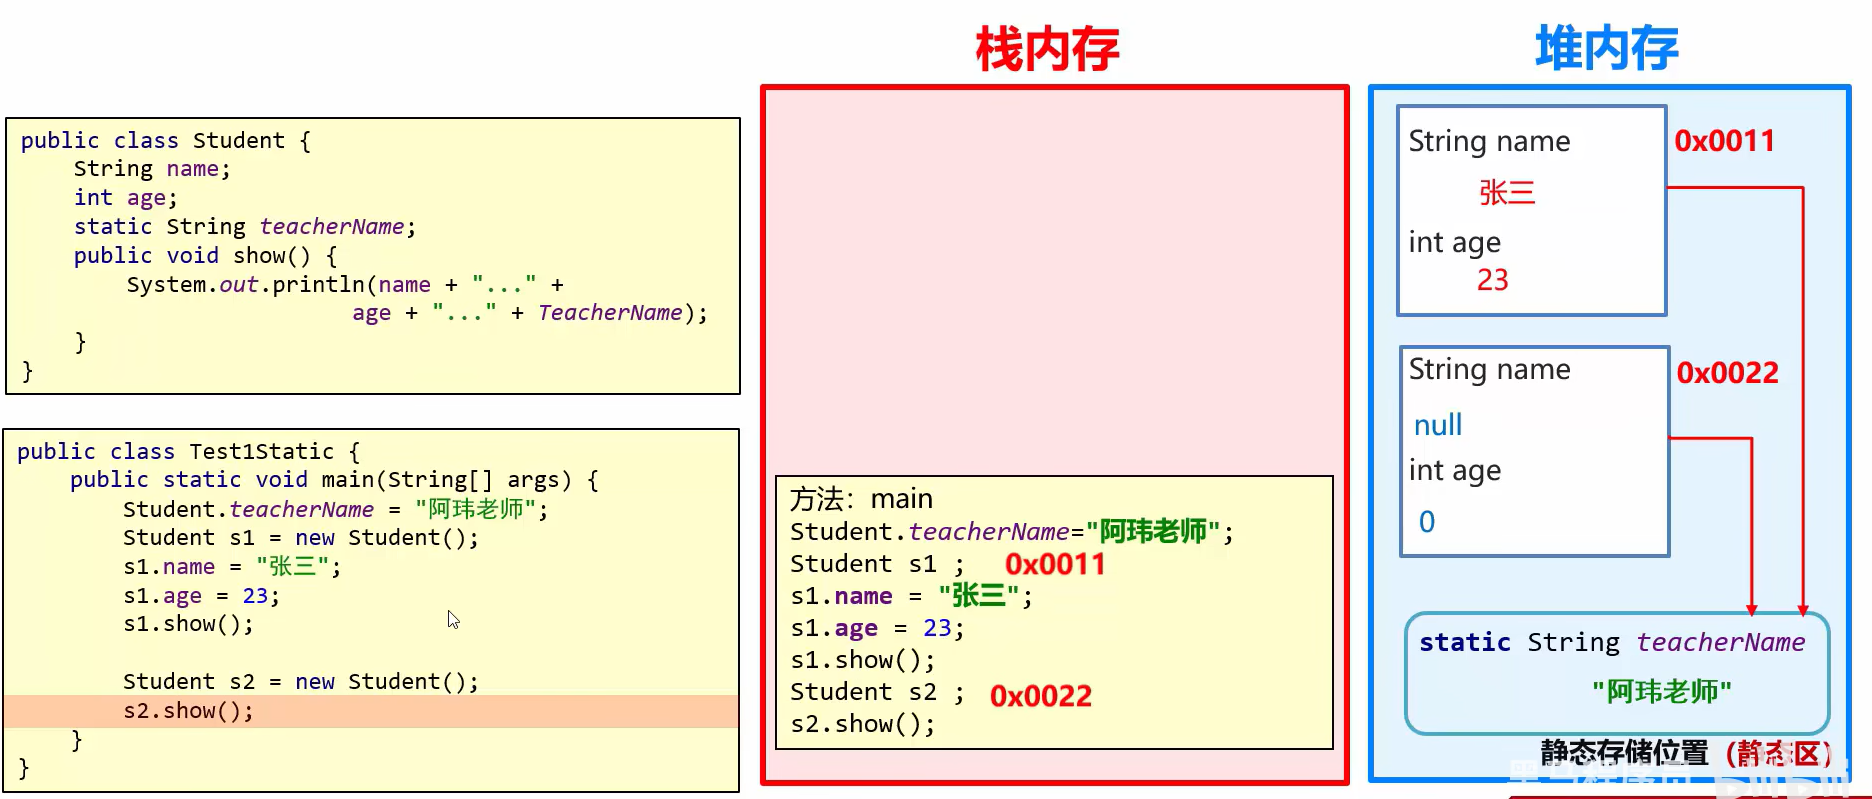 栈内存
堆内存
public class Student {
String name;
int age;
static String teacherName;
public void show() {
System.out.println(name + "..." +
age + "..." + TeacherName);
}
}
public class Test1Static {
public static void main(String[] args) {
Student.teacherName = "阿玮老师";
Student s1 = new Student();
s1.name = "张三";
s1.age = 23;
s1.show();
Student s2 = new Student();
s2.show();
}
}
方法：main
Student.teacherName="阿玮老师";
Student s1 ; 0x0011
s1.name = "张三";
s1.age = 23;
s1.show();
Student s2 ; 0x0022
s2.show();
String name
0x0011
张三
int age
23
String name
0x0022
null
int age
0
static String teacherName
"阿玮老师"
静态存储位置（静态区）